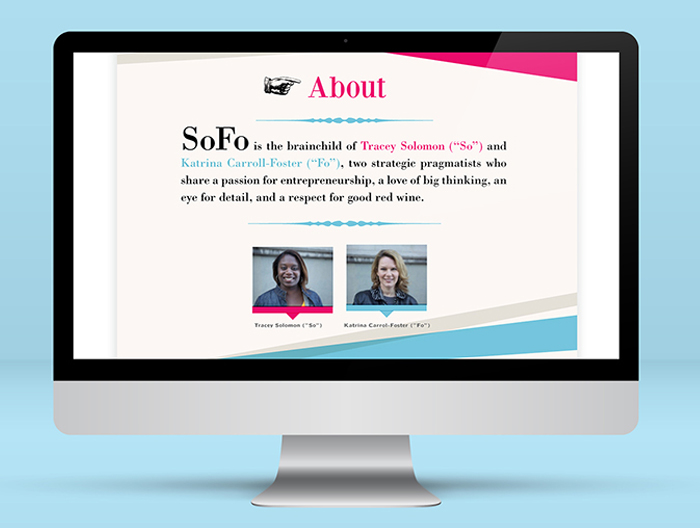 About
SoFo is the brainchild of Tracey Solomon (“So”) and
Katrina Carroll-Foster (“Fo”), two strategic pragmatists who
share a passion for entrepreneurship, a love of big thinking, an
eye for detail, and a respect for good red wine.
Tracey Solomon (“So”)
Katrina Carrol-Foster (“Fo”)